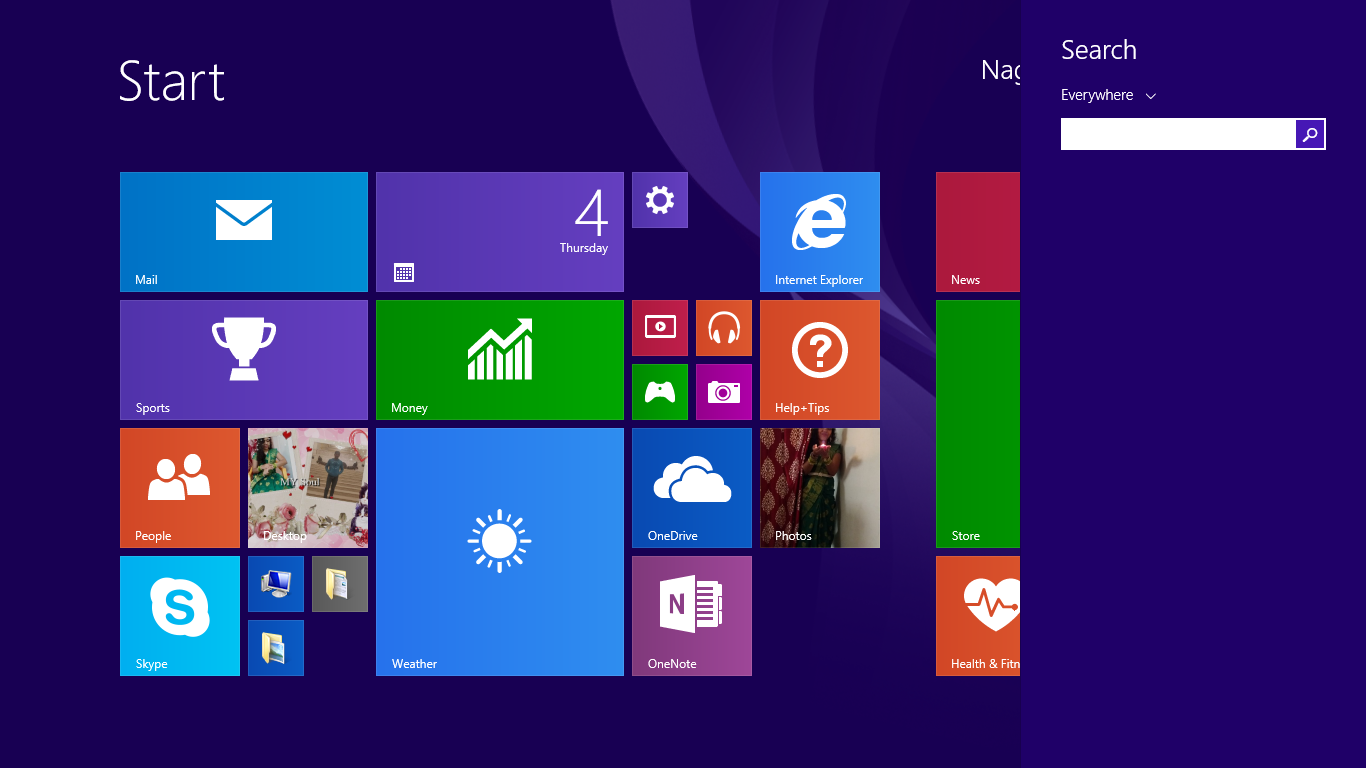 Start
Nag
Search
Everywhere
Mail
4
Thursday
Internet Explorer
News
Sports
Money
Help+Tips
People
MY Soul
Desktop
OneDrive
Photos
Store
Skype
Weather
N
OneNote
Health & Fitn